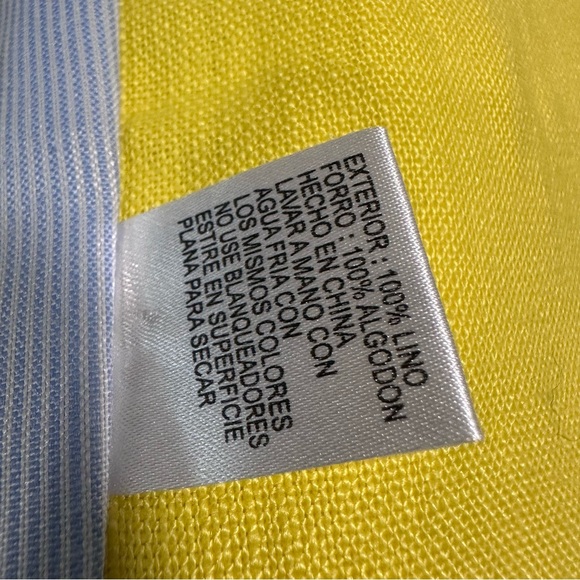 EXTERIOR : 100% LINO
FORRO : 100% ALGODON
HECHO EN CHINA
LAVAR A MANO CON
AGUA FRIA CON
LOS MISMOS COLORES
NO USE BLANQUEADORES
ESTIRE EN SUPERFICIE
PLANA PARA SECAR